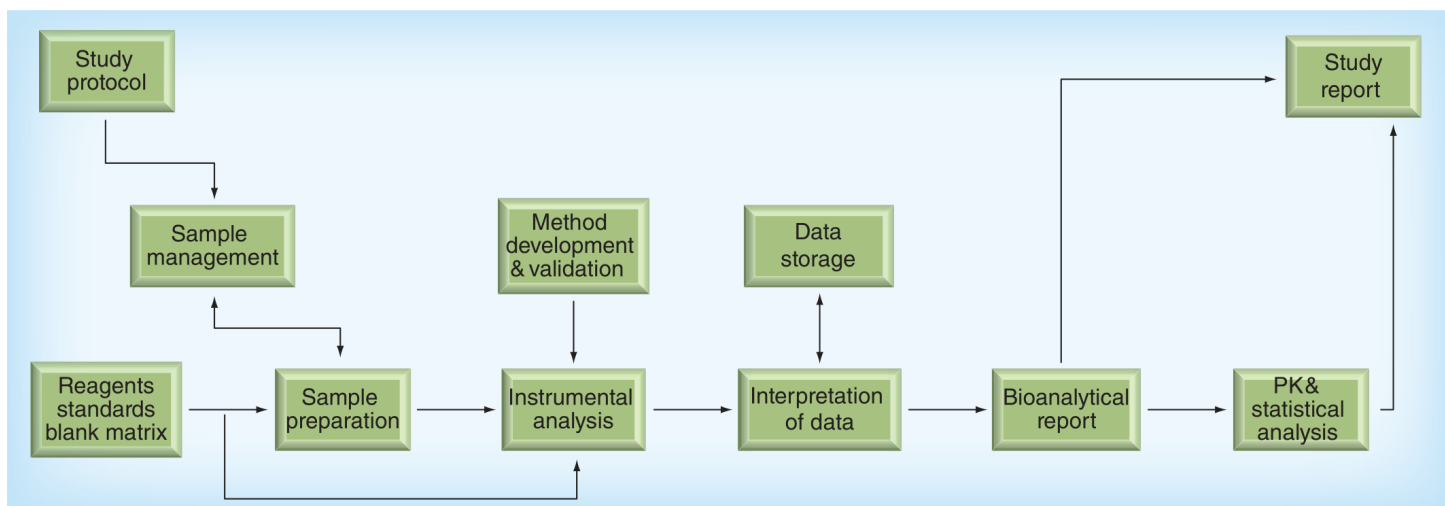 Study
protocol
Study
report
Sample
management
Method
development
& validation
Data
storage
Reagents
standards
blank matrix
Sample
preparation
Instrumental
analysis
Interpretation
of data
Bioanalytical
report
PK &
statistical
analysis